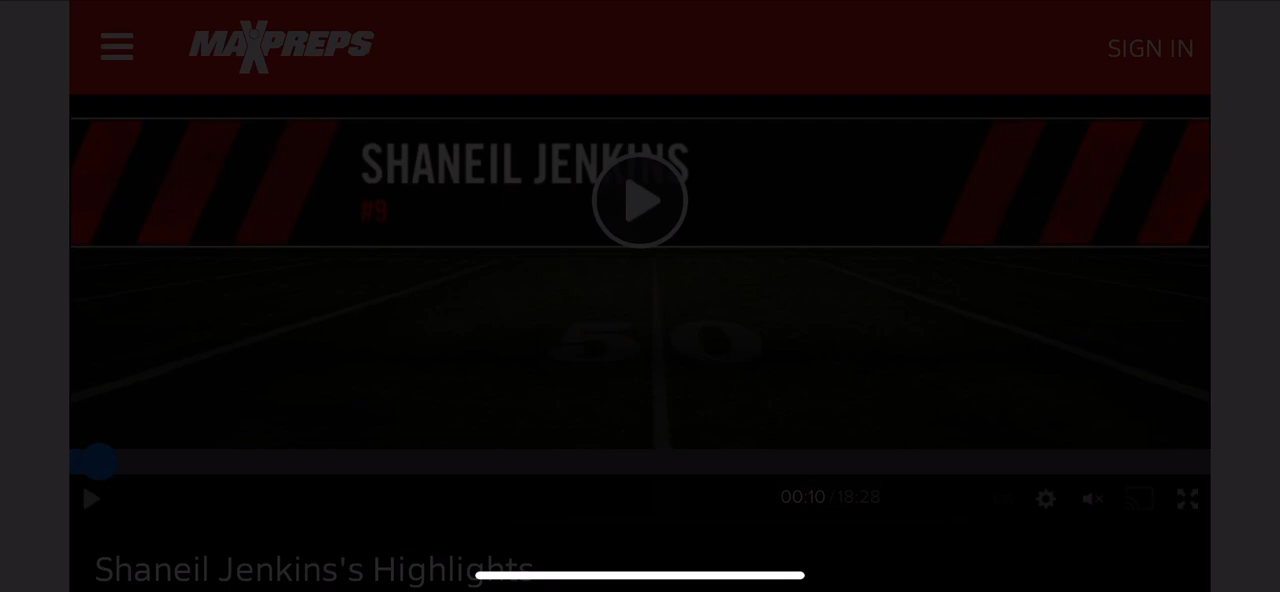 MAXPREPS
SIGN IN
SHANEIL JENKINS
#9
50
00:10 / 18:28
Shaneil Jenkins's Highlights